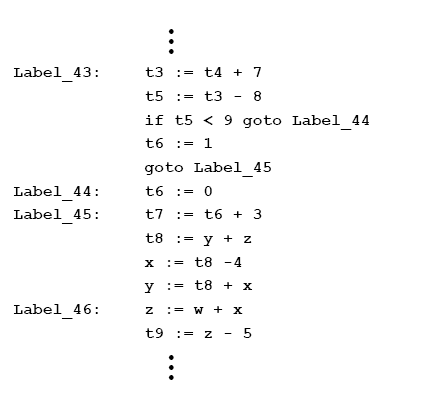 Label_43: t3 := t4 + 7
t5 := t3 - 8
if t5 < 9 goto Label_44
t6 := 1
goto Label_45
Label_44: t6 := 0
Label_45: t7 := t6 + 3
t8 := y + z
x := t8 -4
y := t8 + x
Label_46: z := w + x
t9 := z - 5